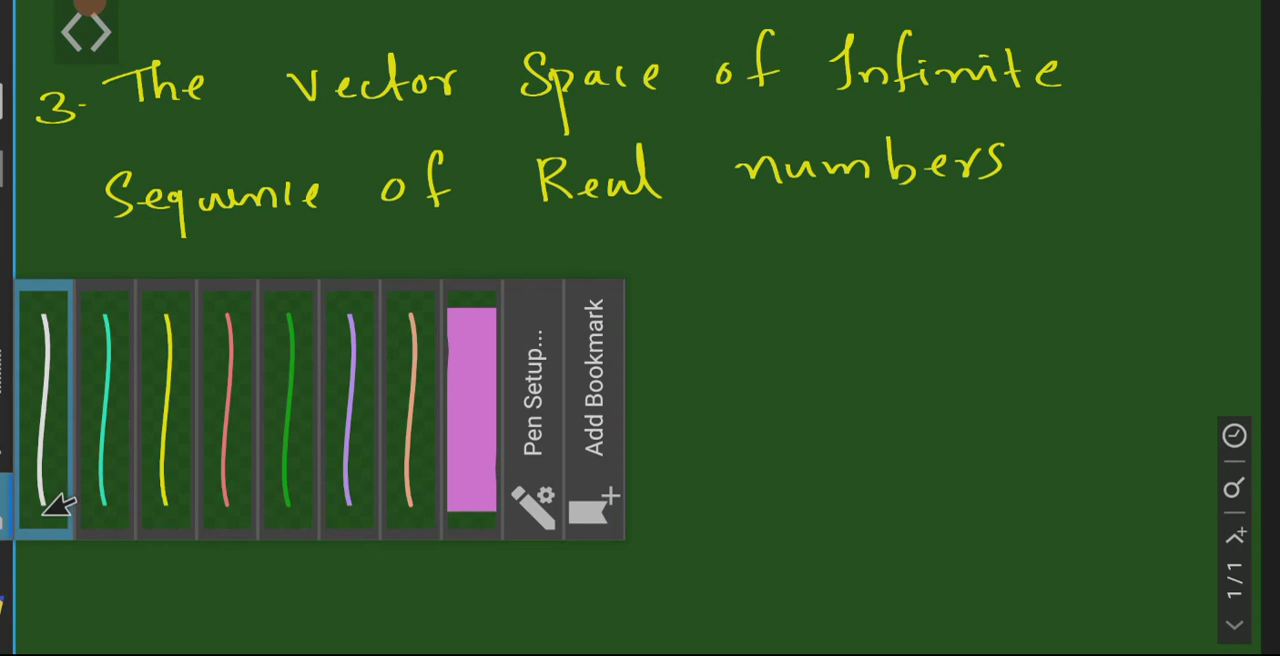 3. The Vector Space of Infinite
Sequence of Real numbers
Pen Setup...
Add Bookmark
1/1